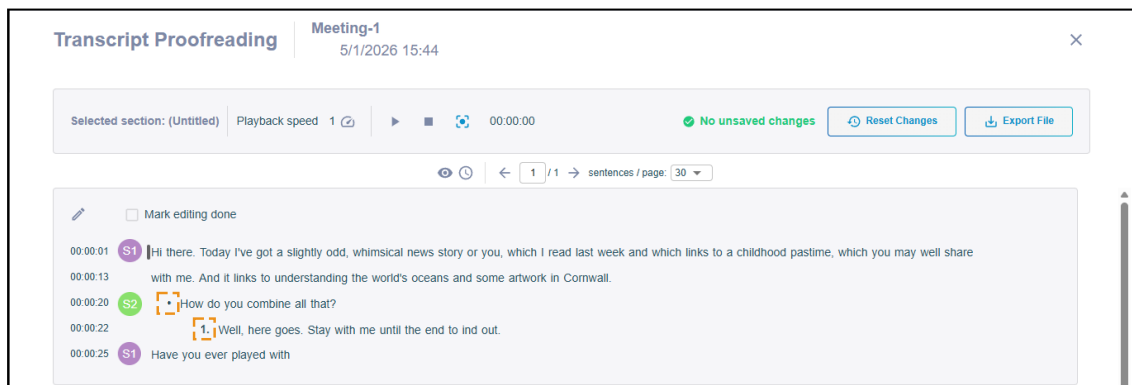 Transcript Proofreading
Meeting-1
5/1/2026 15:44
Selected section: (Untitled) Playback speed 1 00:00:00 No unsaved changes Reset Changes Export File
1 / 1 sentences / page: 30
Mark editing done
00:00:01 S1 Hi there. Today I've got a slightly odd, whimsical news story or you, which I read last week and which links to a childhood pastime, which you may well share
00:00:13 with me. And it links to understanding the world's oceans and some artwork in Cornwall.
00:00:20 S2 • How do you combine all that?
00:00:22 1. Well, here goes. Stay with me until the end to ind out.
00:00:25 S1 Have you ever played with